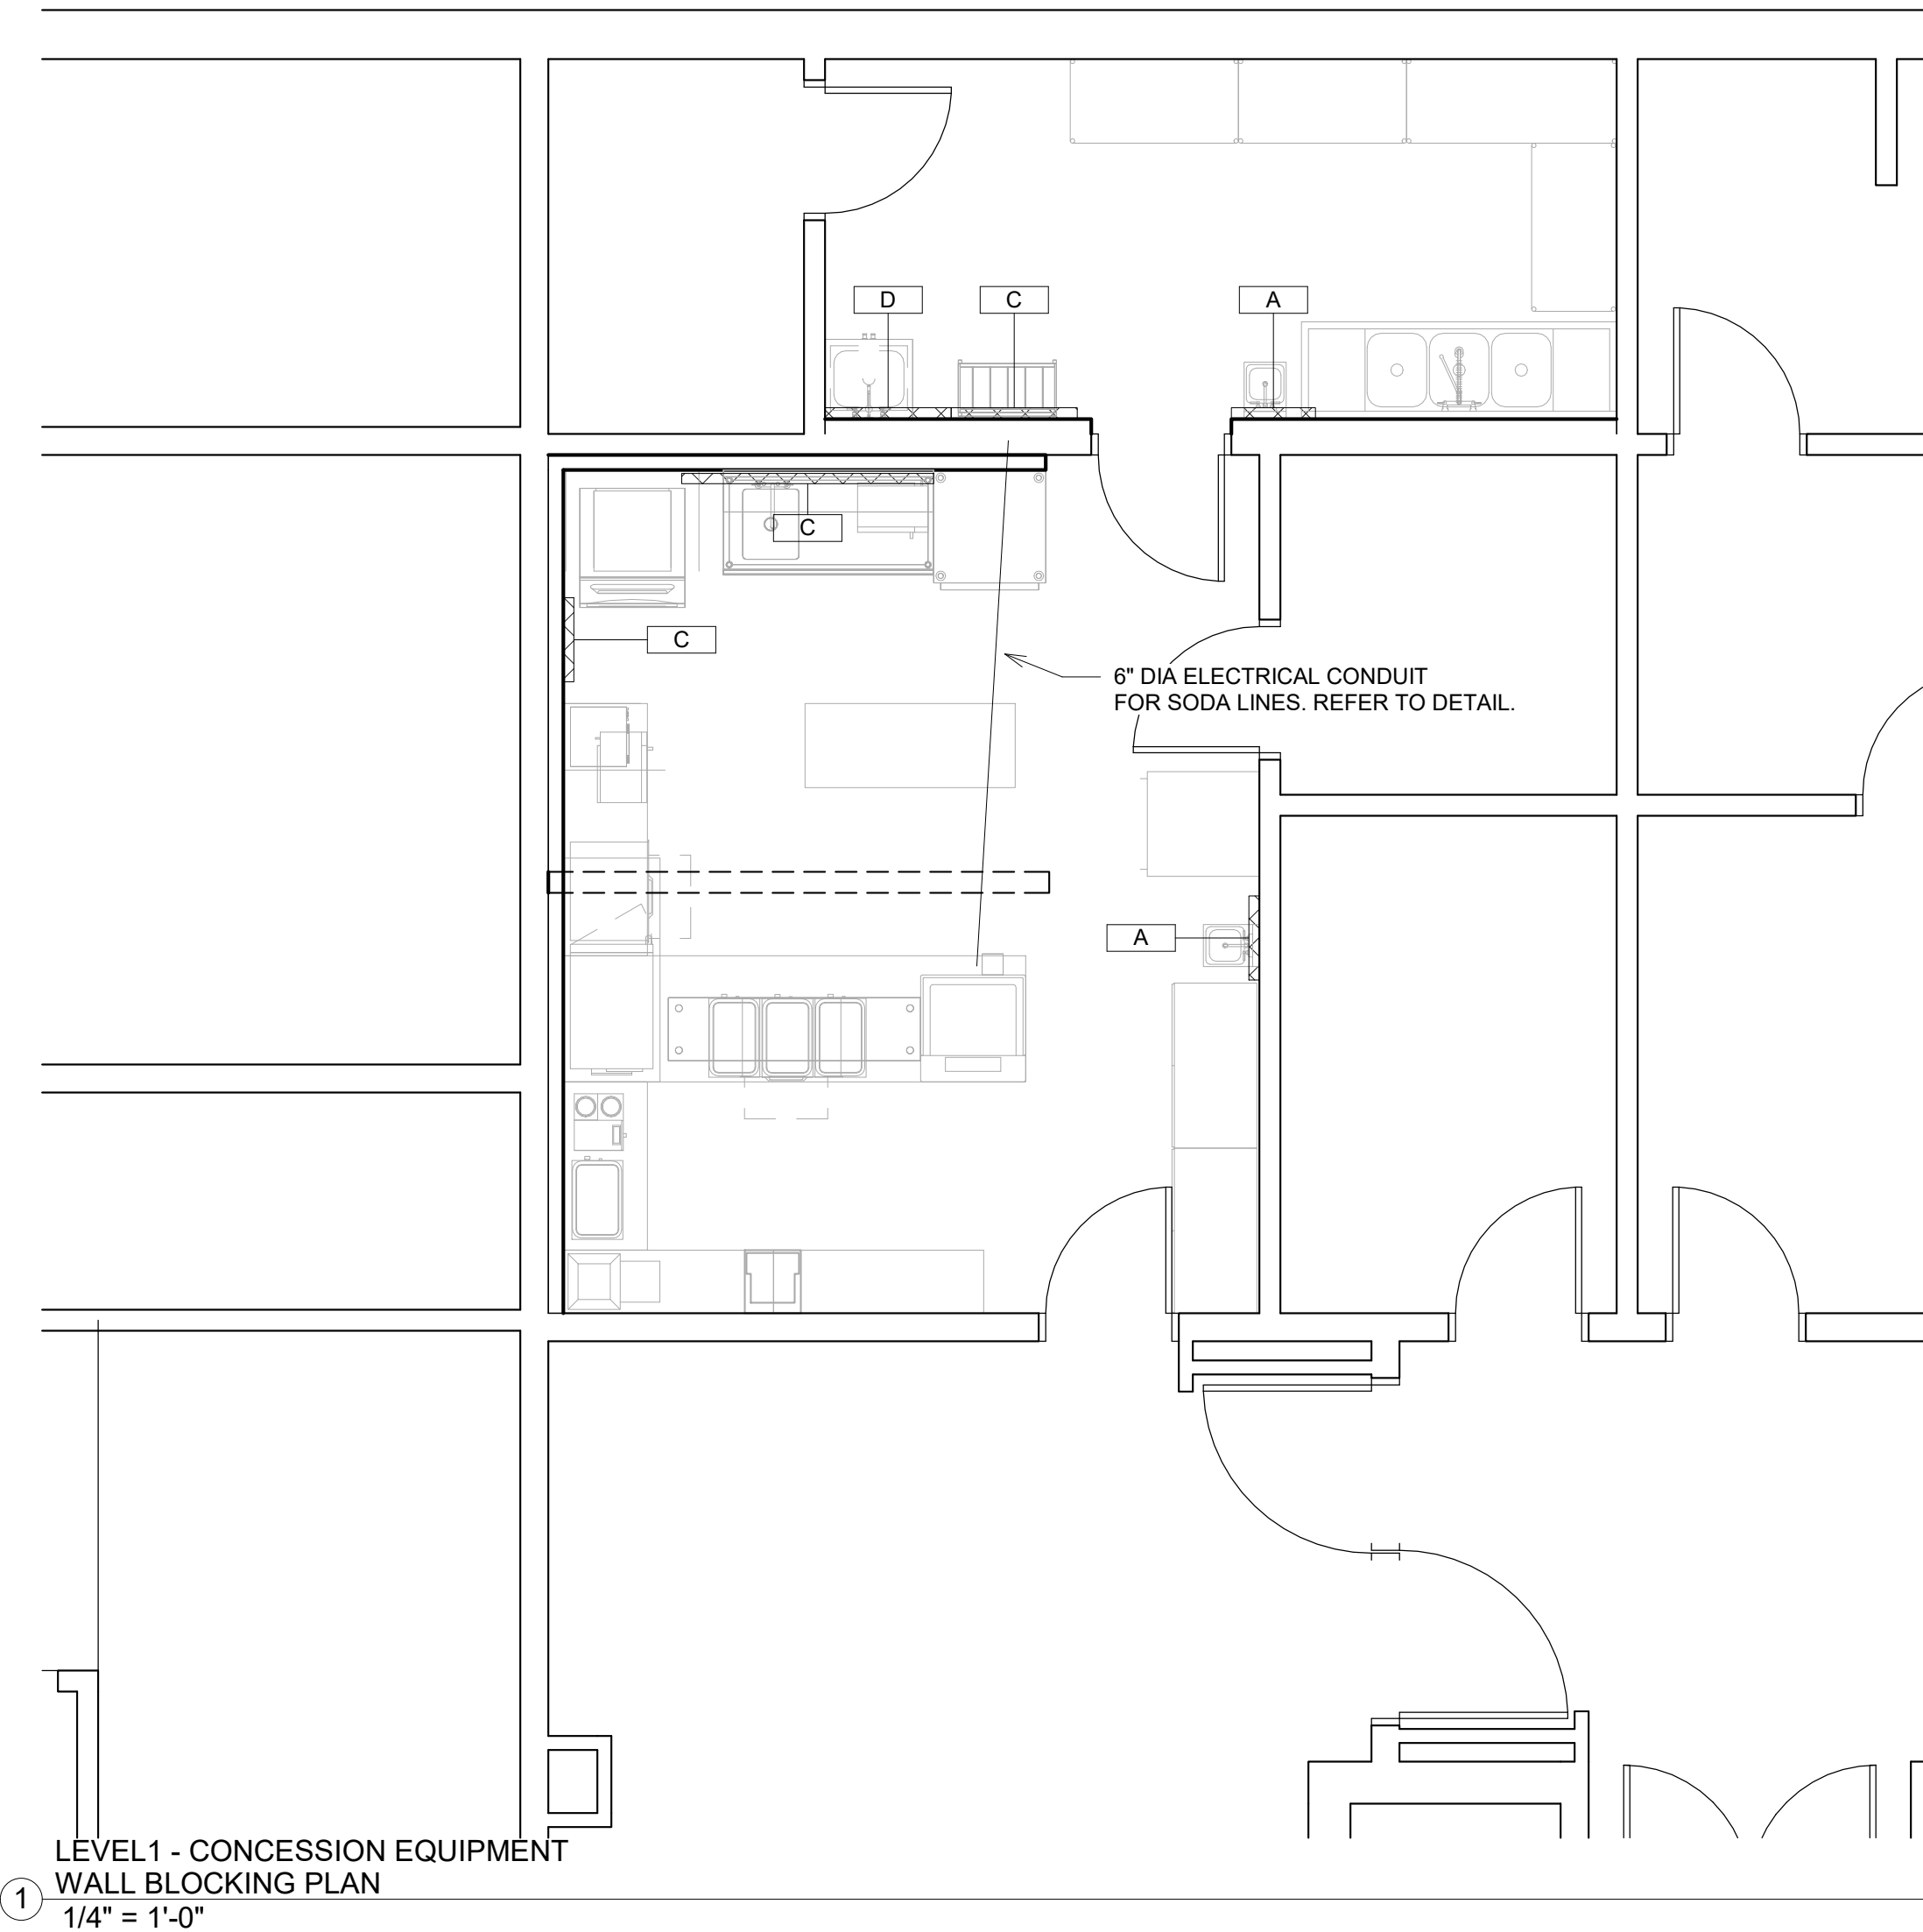 D
C
A
C
C
6" DIA ELECTRICAL CONDUIT
FOR SODA LINES. REFER TO DETAIL.
A
LEVEL1 - CONCESSION EQUIPMENT
WALL BLOCKING PLAN
1
1/4" = 1'-0"